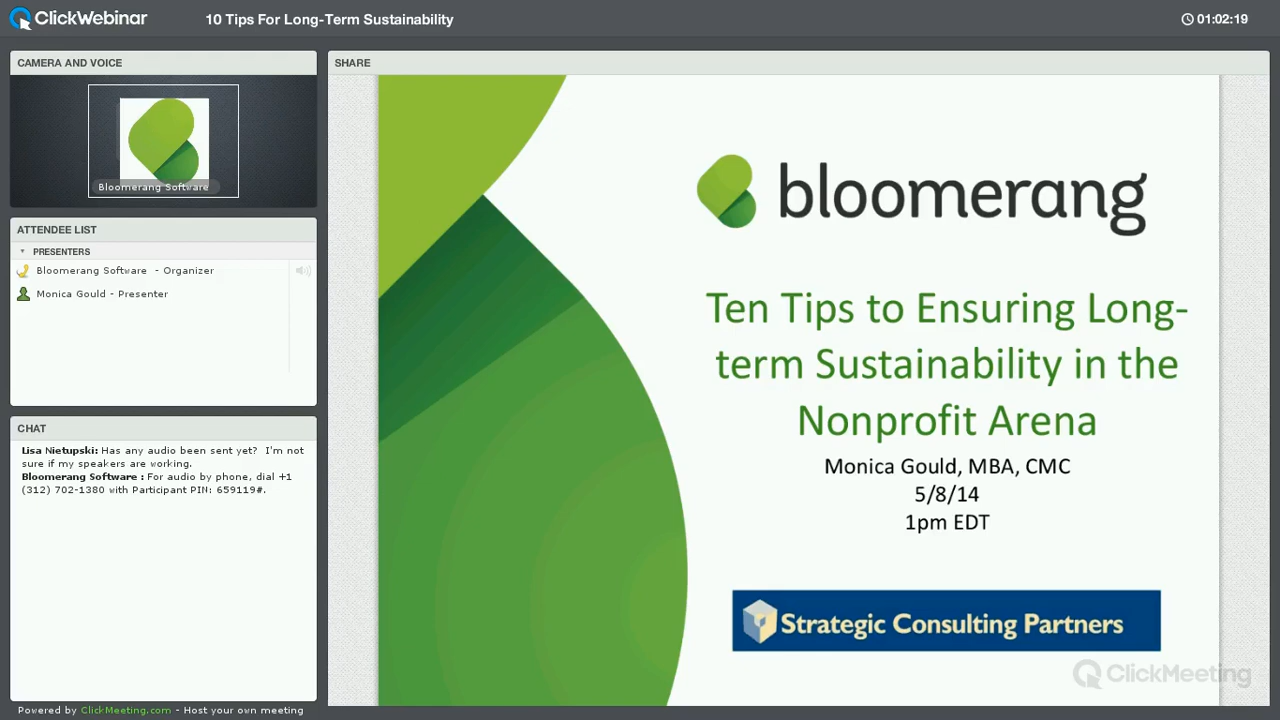 ClickWebinar
10 Tips For Long-Term Sustainability
01:02:19
CAMERA AND VOICE
Bloomerang Software
ATTENDEE LIST
PRESENTERS
Bloomerang Software - Organizer
Monica Gould - Presenter
CHAT
Lisa Nietupski: Has any audio been sent yet? I'm not
sure if my speakers are working.
Bloomerang Software : For audio by phone, dial +1
(312) 702-1380 with Participant PIN: 659119#.
Powered by ClickMeeting.com - Host your own meeting
SHARE
bloomerang
Ten Tips to Ensuring Long-
term Sustainability in the
Nonprofit Arena
Monica Gould, MBA, CMC
5/8/14
1pm EDT
Strategic Consulting Partners
ClickMeeting